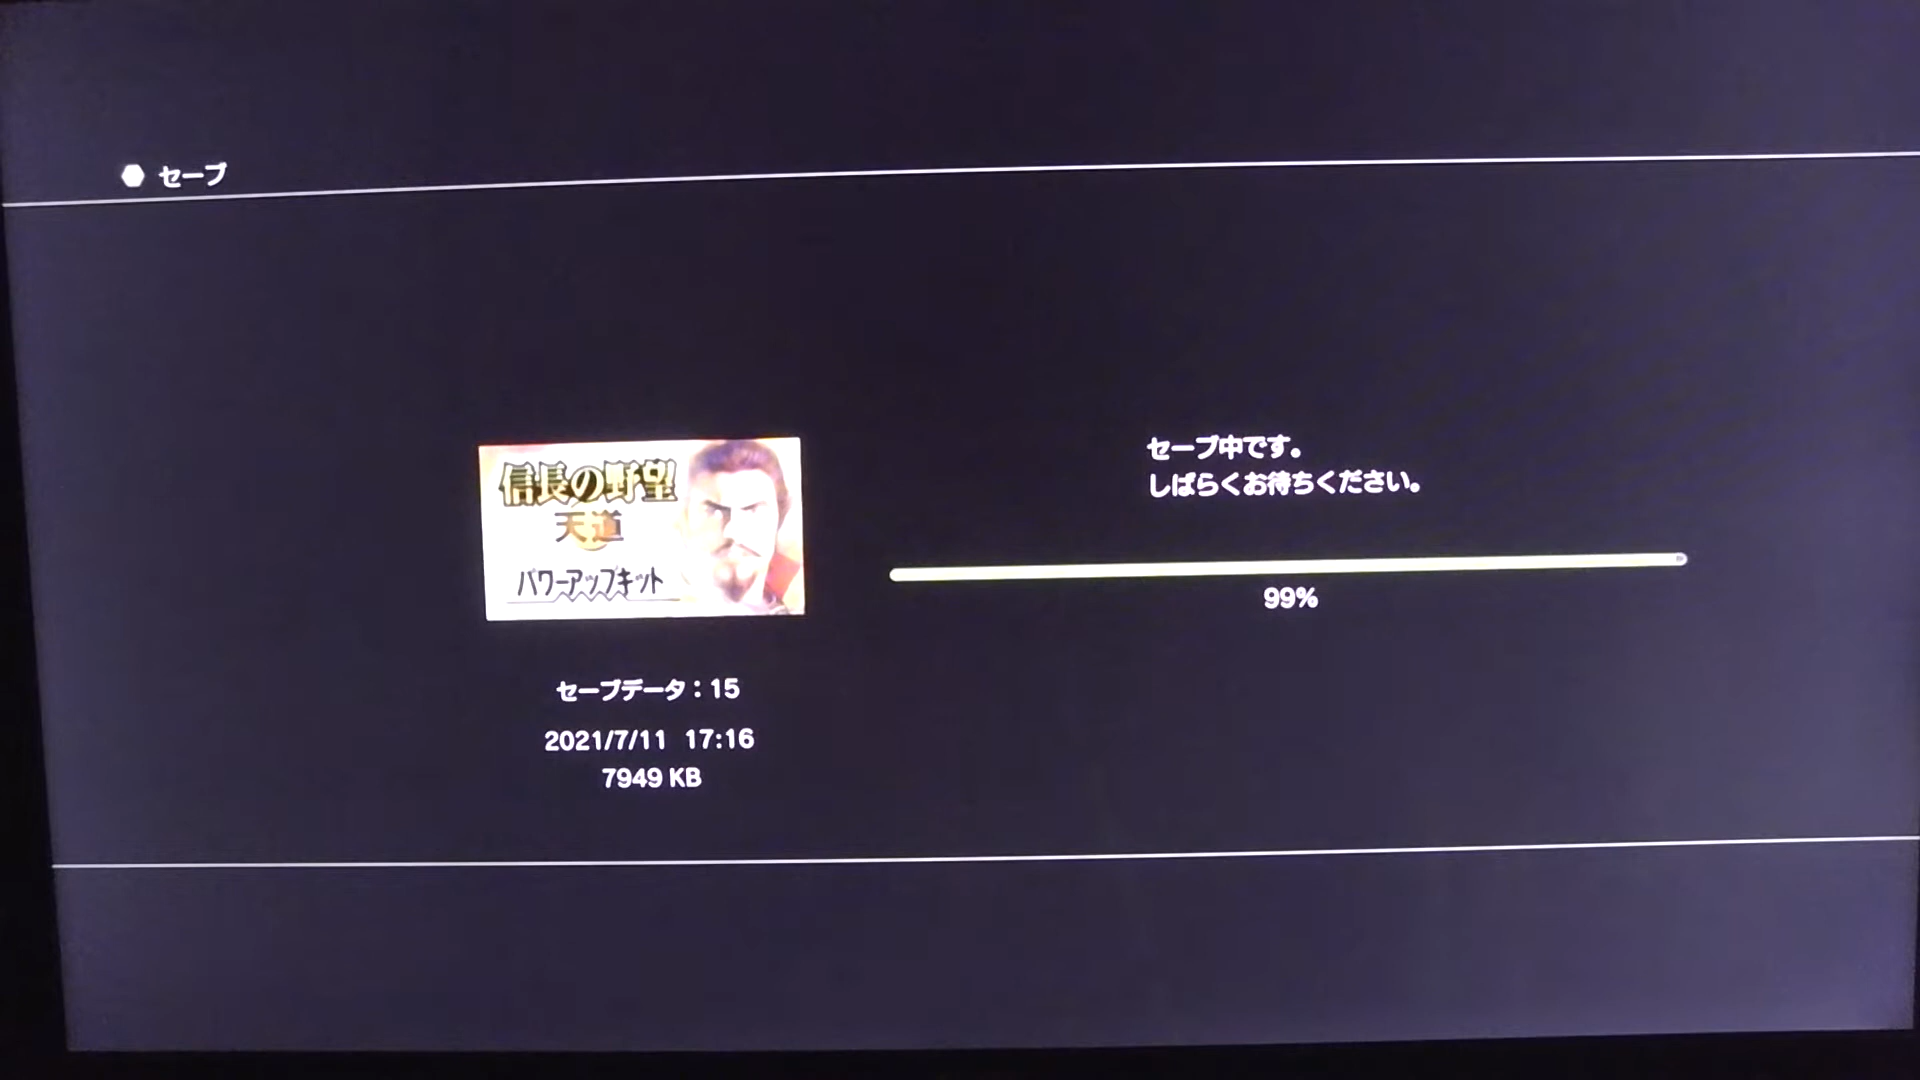 セーブ
信長の野望
天道
パワーアップキット
セーブ中です。
しばらくお待ちください。
99%
セーブデータ：15
2021/7/11 17:16
7949 KB